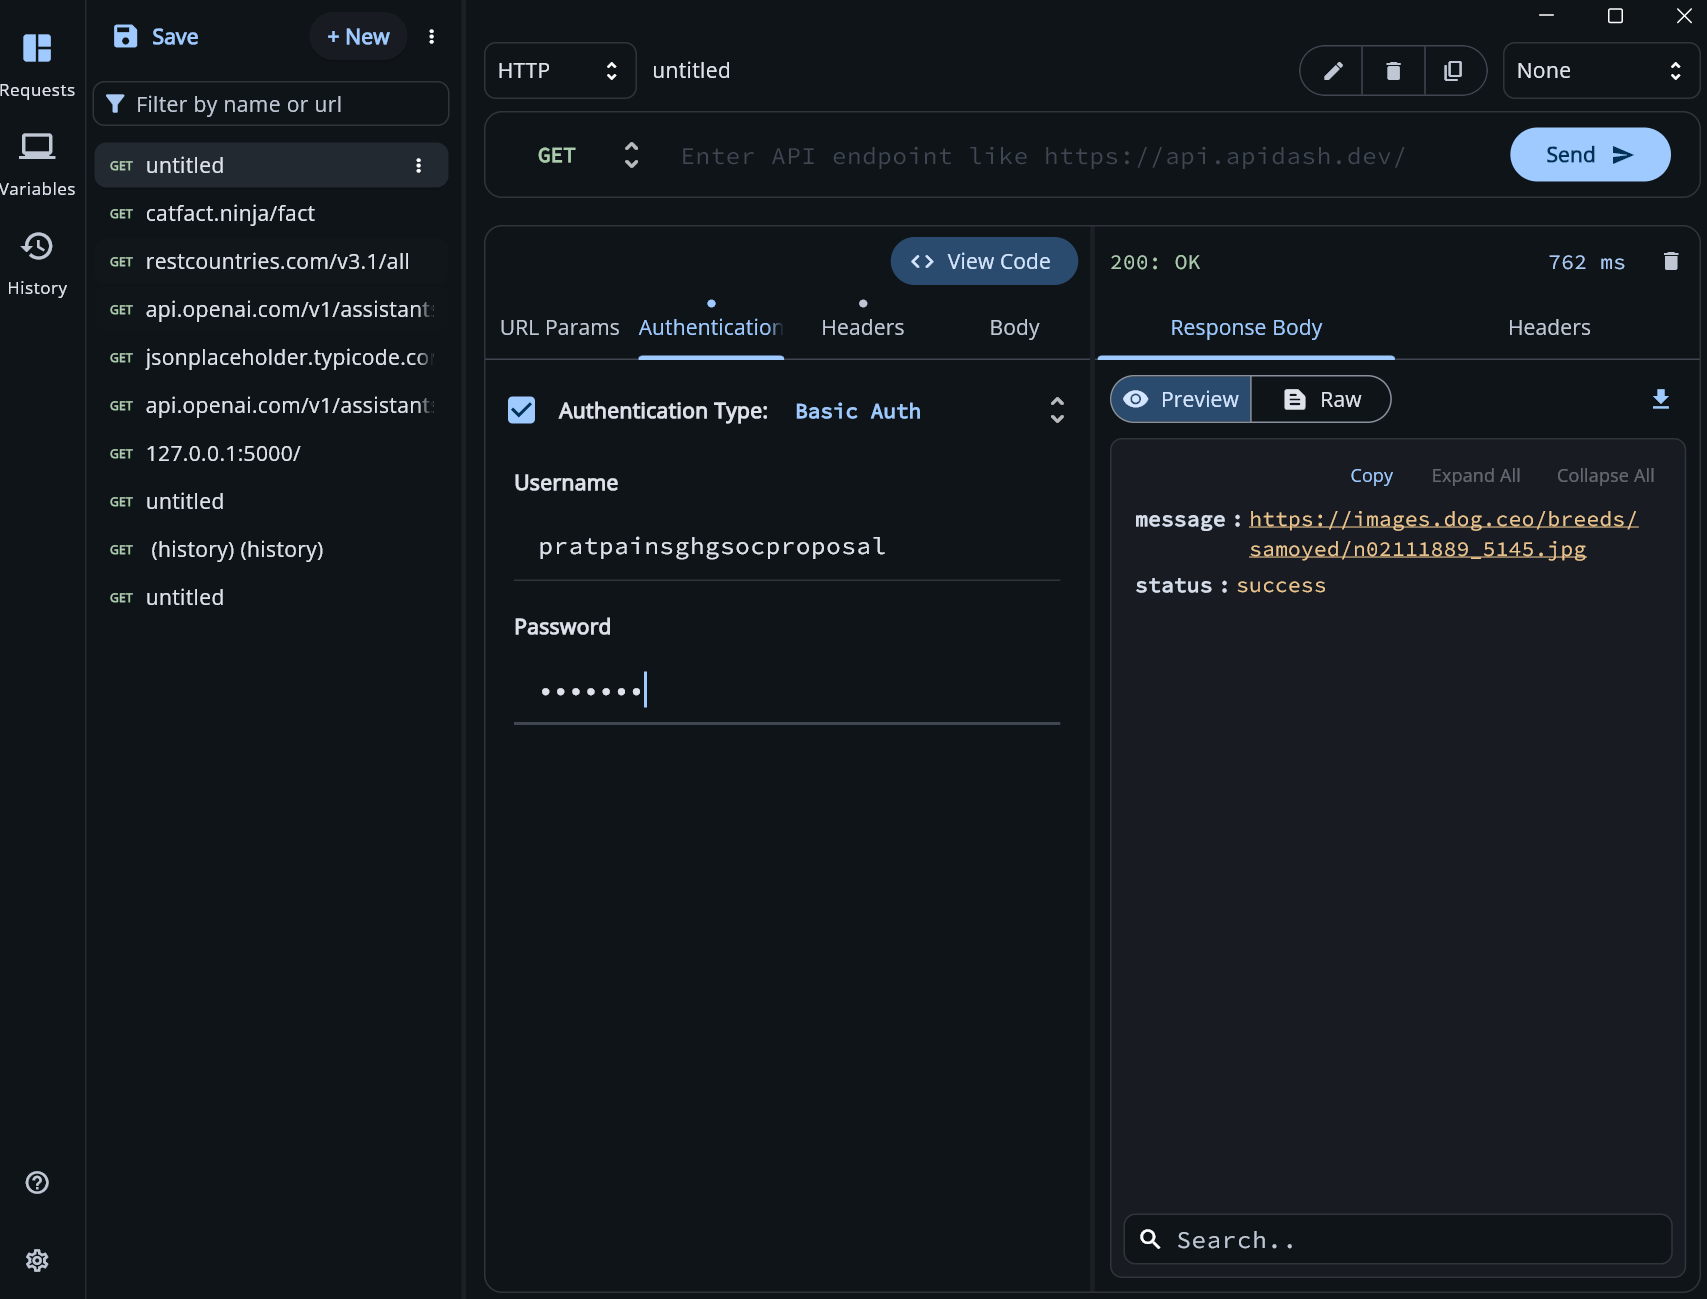 Requests
Variables
History
Save
+ New
Filter by name or url
GET untitled
GET catfact.ninja/fact
GET restcountries.com/v3.1/all
GET api.openai.com/v1/assistants
GET jsonplaceholder.typicode.co
GET api.openai.com/v1/assistants
GET 127.0.0.1:5000/
GET untitled
GET (history) (history)
GET untitled
HTTP
untitled
None
GET
Enter API endpoint like https://api.apidash.dev/
Send
View Code
URL Params
Authentication
Headers
Body
Authentication Type:
Basic Auth
Username
pratpainsghgsocproposal
Password
•••••••
200: OK
762 ms
Response Body
Headers
Preview
Raw
Copy
Expand All
Collapse All
message : https://images.dog.ceo/breeds/
samoyed/n02111889_5145.jpg
status : success
Search..